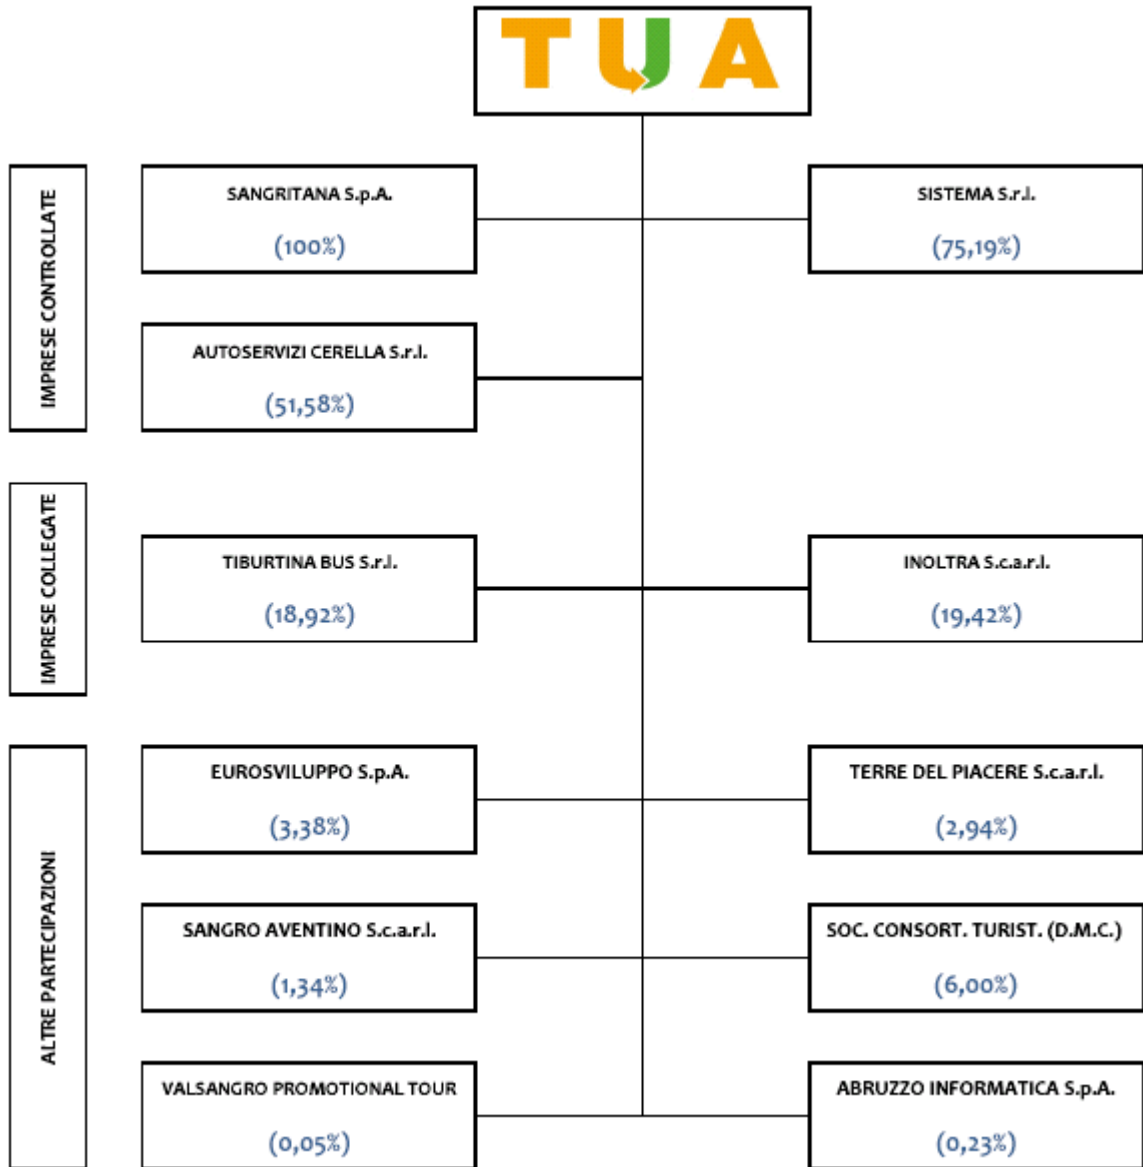 TUA
IMPRESE CONTROLLATE
SANGRITANA S.p.A.
(100%)
SISTEMA S.r.l.
(75,19%)
AUTOSERVIZI CERELLA S.r.l.
(51,58%)
IMPRESE COLLEGATE
TIBURTINA BUS S.r.l.
(18,92%)
INOLTRA S.c.a.r.l.
(19,42%)
ALTRE PARTECIPAZIONI
EUROSVILUPPO S.p.A.
(3,38%)
TERRE DEL PIACERE S.c.a.r.l.
(2,94%)
SANGRO AVENTINO S.c.a.r.l.
(1,34%)
SOC. CONSORT. TURIST. (D.M.C.)
(6,00%)
VALSANGRO PROMOTIONAL TOUR
(0,05%)
ABRUZZO INFORMATICA S.p.A.
(0,23%)